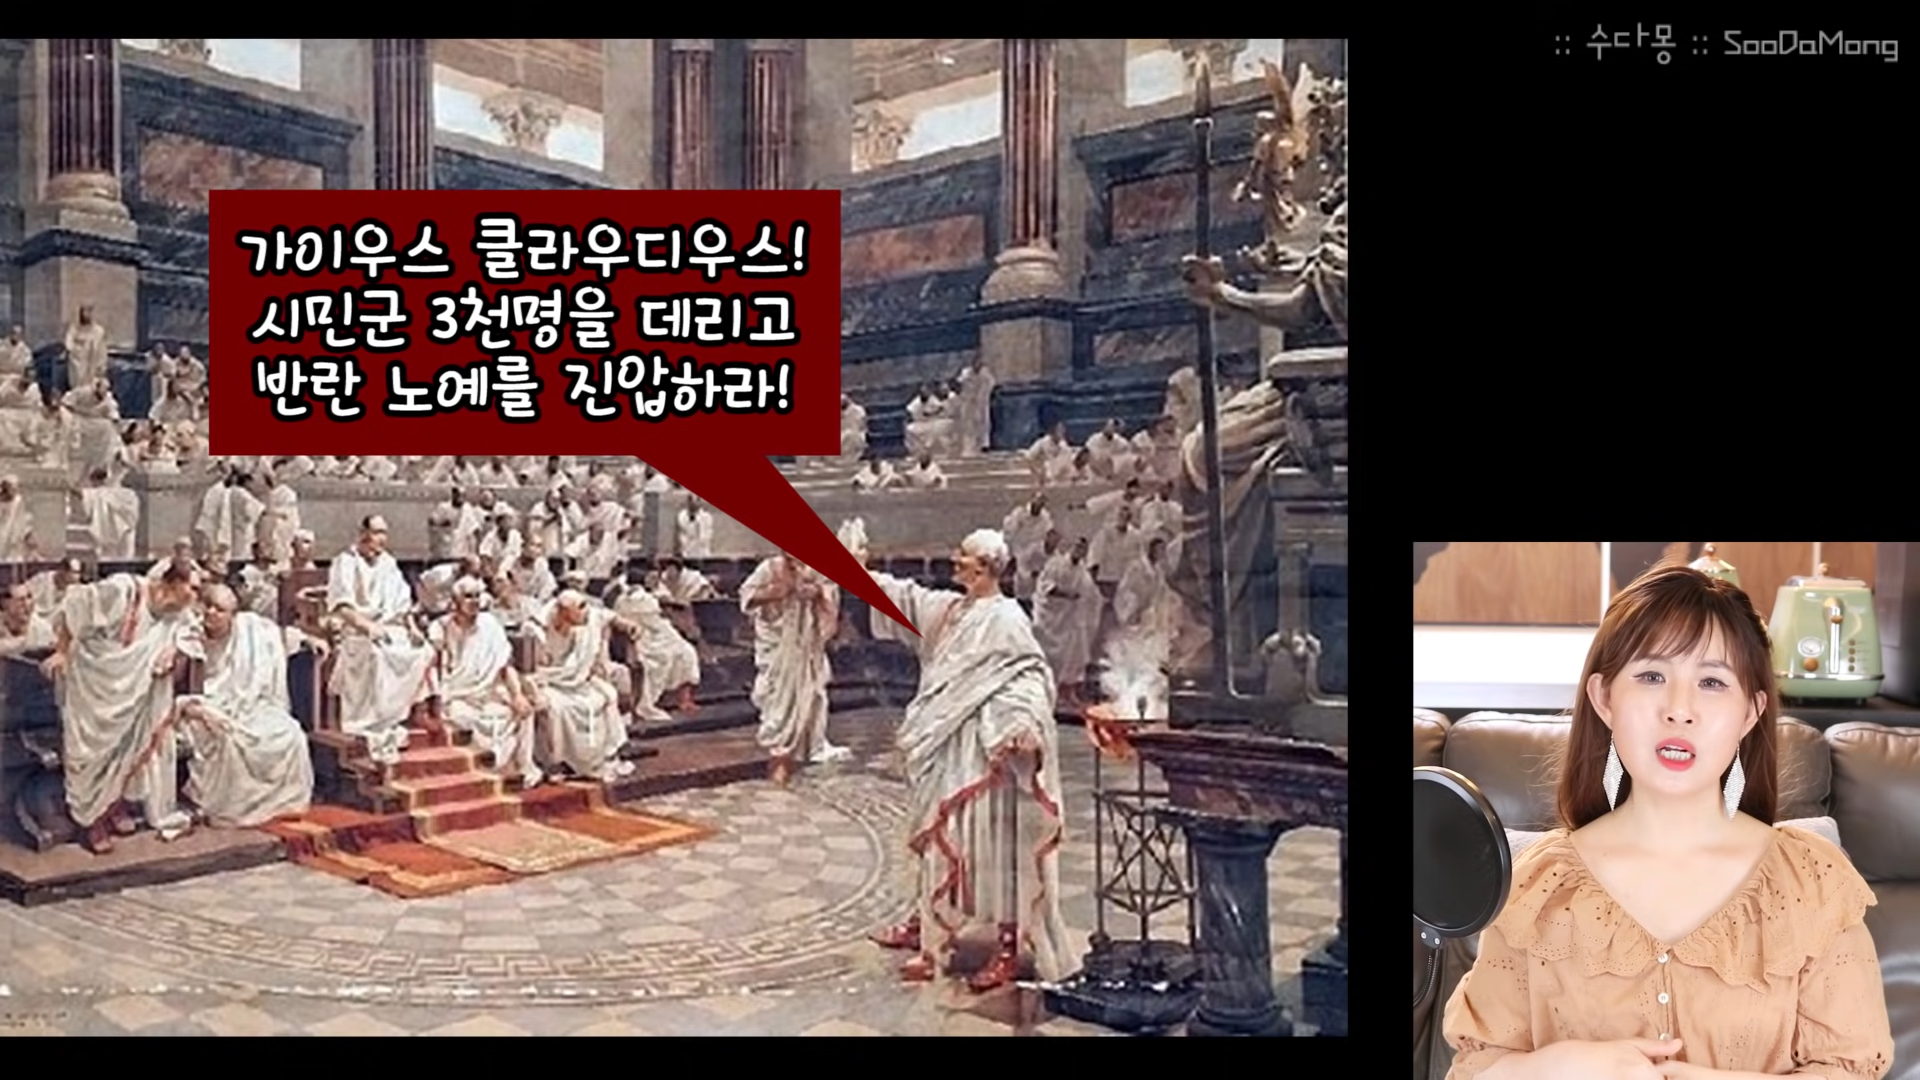 :: 수다몽 :: SooDaMong
가이우스 클라우디우스!
시민군 3천명을 데리고
반란 노예를 진압하라!